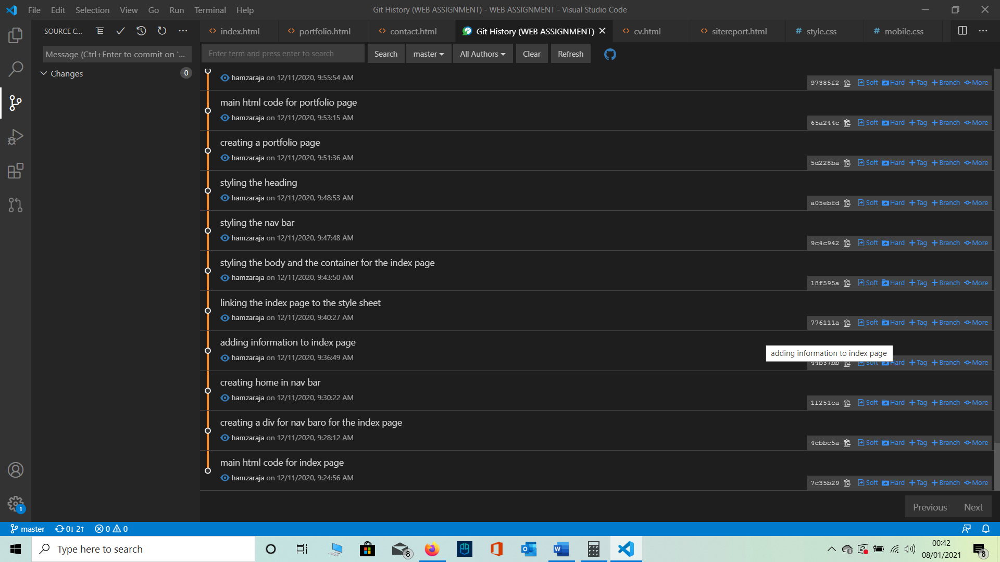 File Edit Selection View Go Run Terminal Help
Git History (WEB ASSIGNMENT) - WEB ASSIGNMENT - Visual Studio Code
SOURCE C...
index.html portfolio.html contact.html Git History (WEB ASSIGNMENT) cv.html sitereport.html # style.css # mobile.css
Message (Ctrl+Enter to commit on '...
Changes 0
Enter term and press enter to search Search master All Authors Clear Refresh
hamzaraja on 12/11/2020, 9:55:54 AM
97385f2 Soft Hard + Tag + Branch More
main html code for portfolio page
hamzaraja on 12/11/2020, 9:53:15 AM
65a244c Soft Hard + Tag + Branch More
creating a portfolio page
hamzaraja on 12/11/2020, 9:51:36 AM
5d228ba Soft Hard + Tag + Branch More
styling the heading
hamzaraja on 12/11/2020, 9:48:53 AM
a05ebfd Soft Hard + Tag + Branch More
styling the nav bar
hamzaraja on 12/11/2020, 9:47:48 AM
9c4c942 Soft Hard + Tag + Branch More
styling the body and the container for the index page
hamzaraja on 12/11/2020, 9:43:50 AM
18f595a Soft Hard + Tag + Branch More
linking the index page to the style sheet
hamzaraja on 12/11/2020, 9:40:27 AM
776111a Soft Hard + Tag + Branch More
adding information to index page
adding information to index page
hamzaraja on 12/11/2020, 9:36:49 AM
44b37bb Soft Hard + Tag + Branch More
creating home in nav bar
hamzaraja on 12/11/2020, 9:30:22 AM
1f251ca Soft Hard + Tag + Branch More
creating a div for nav baro for the index page
hamzaraja on 12/11/2020, 9:28:12 AM
4cbbc5a Soft Hard + Tag + Branch More
main html code for index page
hamzaraja on 12/11/2020, 9:24:56 AM
7c35b29 Soft Hard + Tag + Branch More
Previous Next
1
master 0↓ 2↑ 0 0
Type here to search
8
00:42
08/01/2021
8